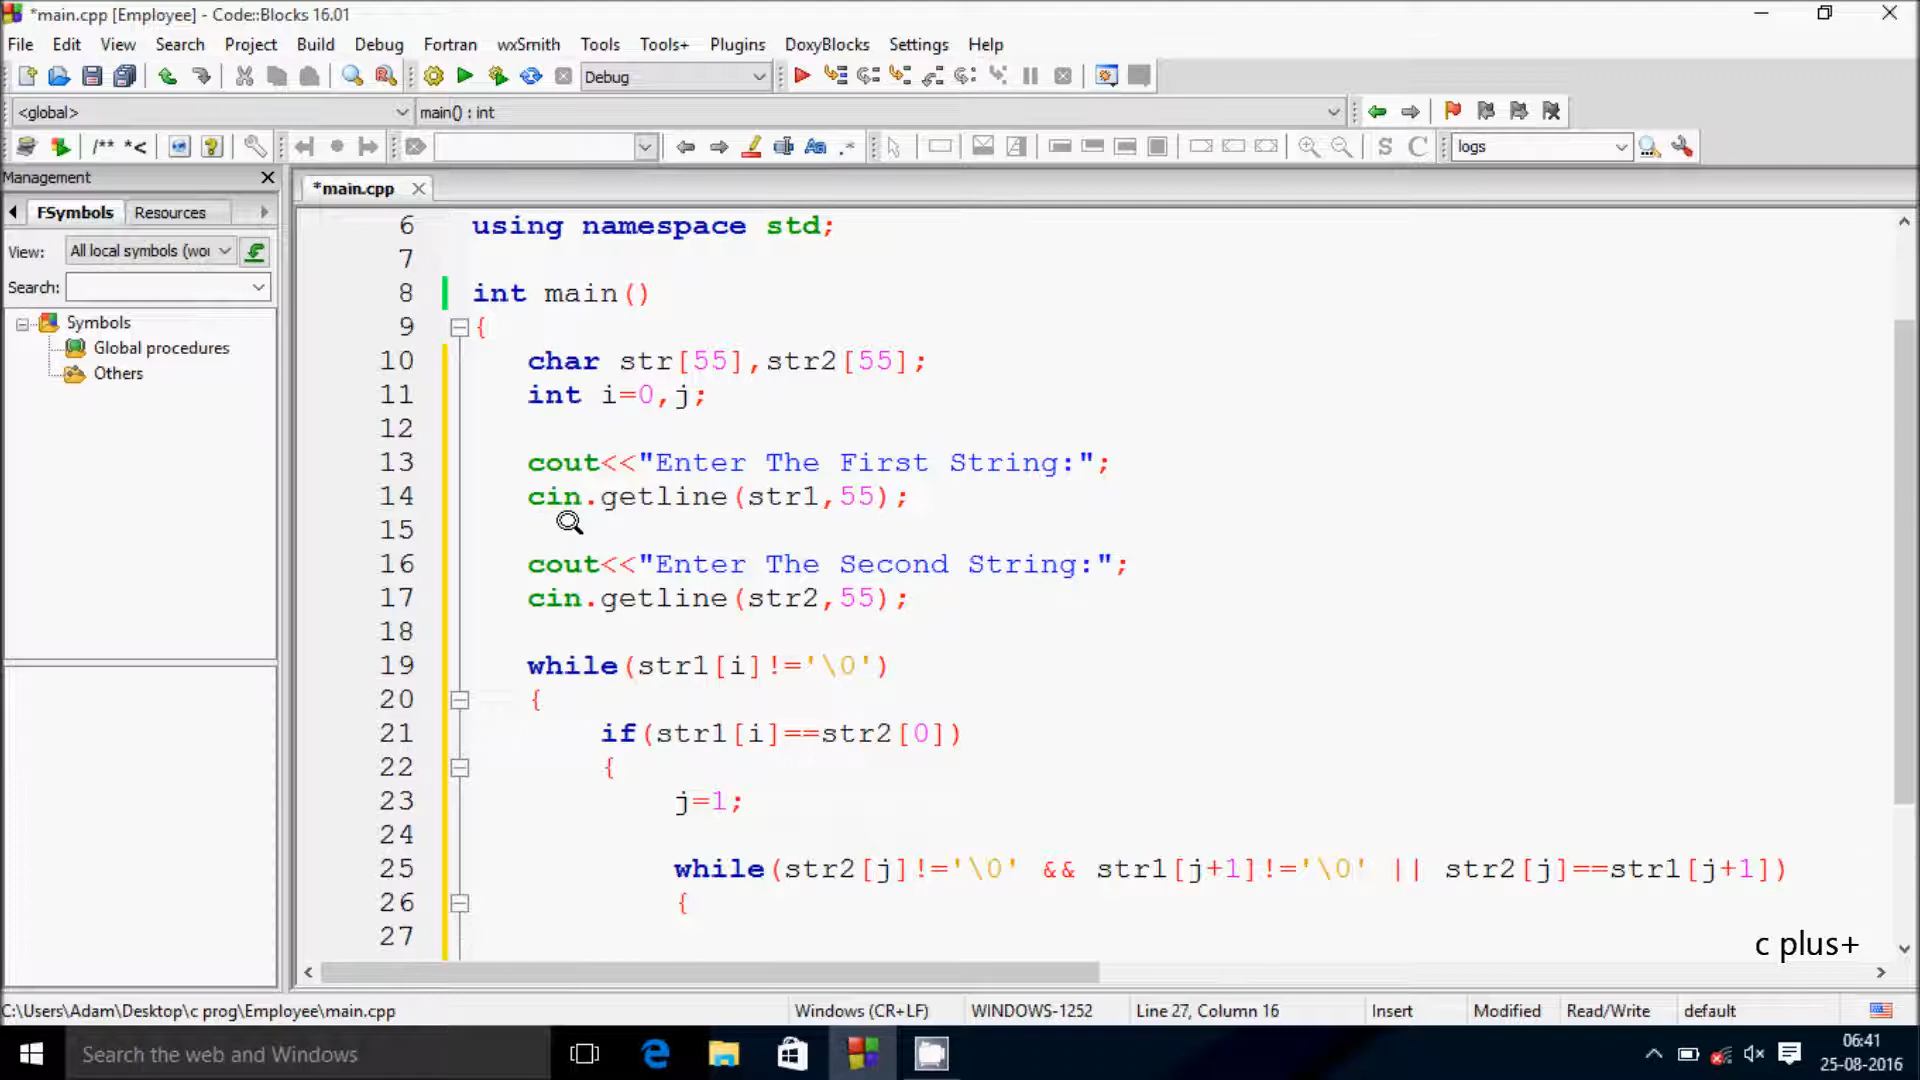 *main.cpp [Employee] - Code::Blocks 16.01
File Edit View Search Project Build Debug Fortran wxSmith Tools Tools+ Plugins DoxyBlocks Settings Help
Debug
<global> main() : int
/** *< Aa .* S C logs
Management
*main.cpp
FSymbols Resources
View: All local symbols (wor
Search:
Symbols
Global procedures
Others
6 using namespace std;
7
8 int main()
9 {
10 char str[55],str2[55];
11 int i=0,j;
12
13 cout<<"Enter The First String:";
14 cin.getline(str1,55);
15
16 cout<<"Enter The Second String:";
17 cin.getline(str2,55);
18
19 while(str1[i]!='\0')
20 {
21 if(str1[i]==str2[0])
22 {
23 j=1;
24
25 while(str2[j]!='\0' && str1[j+1]!='\0' || str2[j]==str1[j+1])
26 {
27
c plus+
C:\Users\Adam\Desktop\c prog\Employee\main.cpp Windows (CR+LF) WINDOWS-1252 Line 27, Column 16 Insert Modified Read/Write default
Search the web and Windows
06:41
25-08-2016